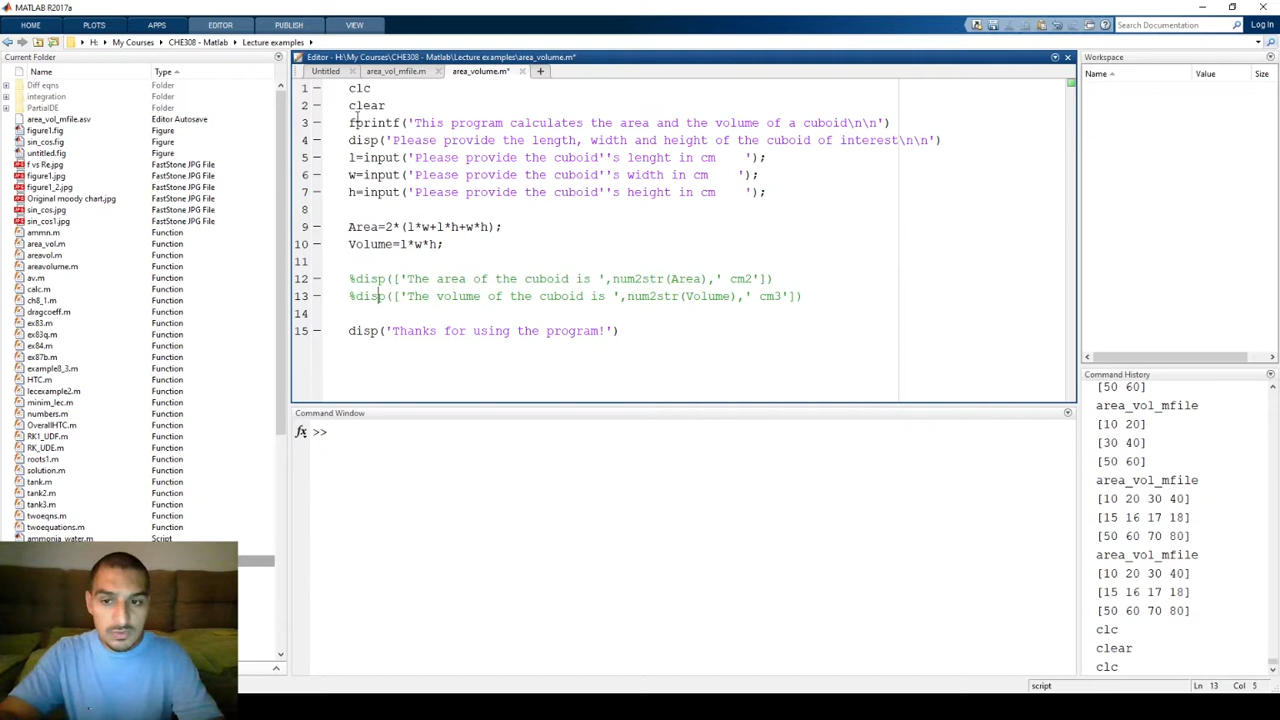 MATLAB R2017a
HOME PLOTS APPS EDITOR PUBLISH VIEW Search Documentation Log In
H: My Courses CHE308 - Matlab Lecture examples
Current Folder
Name Type
Diff eqns Folder
integration Folder
PartialDE Folder
area_vol_mfile.asv Editor Autosave
figure1.fig Figure
sin_cos.fig Figure
untitled.fig Figure
f vs Re.jpg FastStone JPG File
figure1.jpg FastStone JPG File
figure1_2.jpg FastStone JPG File
Original moody chart.jpg FastStone JPG File
sin_cos.jpg FastStone JPG File
sin_cos1.jpg FastStone JPG File
ammn.m Function
area_vol.m Function
areavol.m Function
areavolume.m Function
av.m Function
calc.m Function
ch8_1.m Function
dragcoeff.m Function
ex83.m Function
ex83q.m Function
ex84.m Function
ex87b.m Function
example8_3.m Function
HTC.m Function
lecexample2.m Function
minim_lec.m Function
numbers.m Function
OverallHTC.m Function
RK1_UDF.m Function
RK_UDE.m Function
roots1.m Function
solution.m Function
tank.m Function
tank2.m Function
tank3.m Function
twoeqns.m Function
twoequations.m Function
ammonia_water.m Script
Editor - H:\My Courses\CHE308 - Matlab\Lecture examples\area_volume.m*
Untitled area_vol_mfile.m area_volume.m* +
1 clc
2 clear
3 fprintf('This program calculates the area and the volume of a cuboid\n\n')
4 disp('Please provide the length, width and height of the cuboid of interest\n\n')
5 l=input('Please provide the cuboid''s lenght in cm    ');
6 w=input('Please provide the cuboid''s width in cm    ');
7 h=input('Please provide the cuboid''s height in cm    ');
8
9 Area=2*(l*w+l*h+w*h);
10 Volume=l*w*h;
11
12 %disp(['The area of the cuboid is ',num2str(Area),' cm2'])
13 %disp(['The volume of the cuboid is ',num2str(Volume),' cm3'])
14
15 disp('Thanks for using the program!')
Command Window
fx >>
Workspace
Name Value Size
Command History
[50 60]
area_vol_mfile
[10 20]
[30 40]
[50 60]
area_vol_mfile
[10 20 30 40]
[15 16 17 18]
[50 60 70 80]
area_vol_mfile
[10 20 30 40]
[15 16 17 18]
[50 60 70 80]
clc
clear
clc
script Ln 13 Col 5